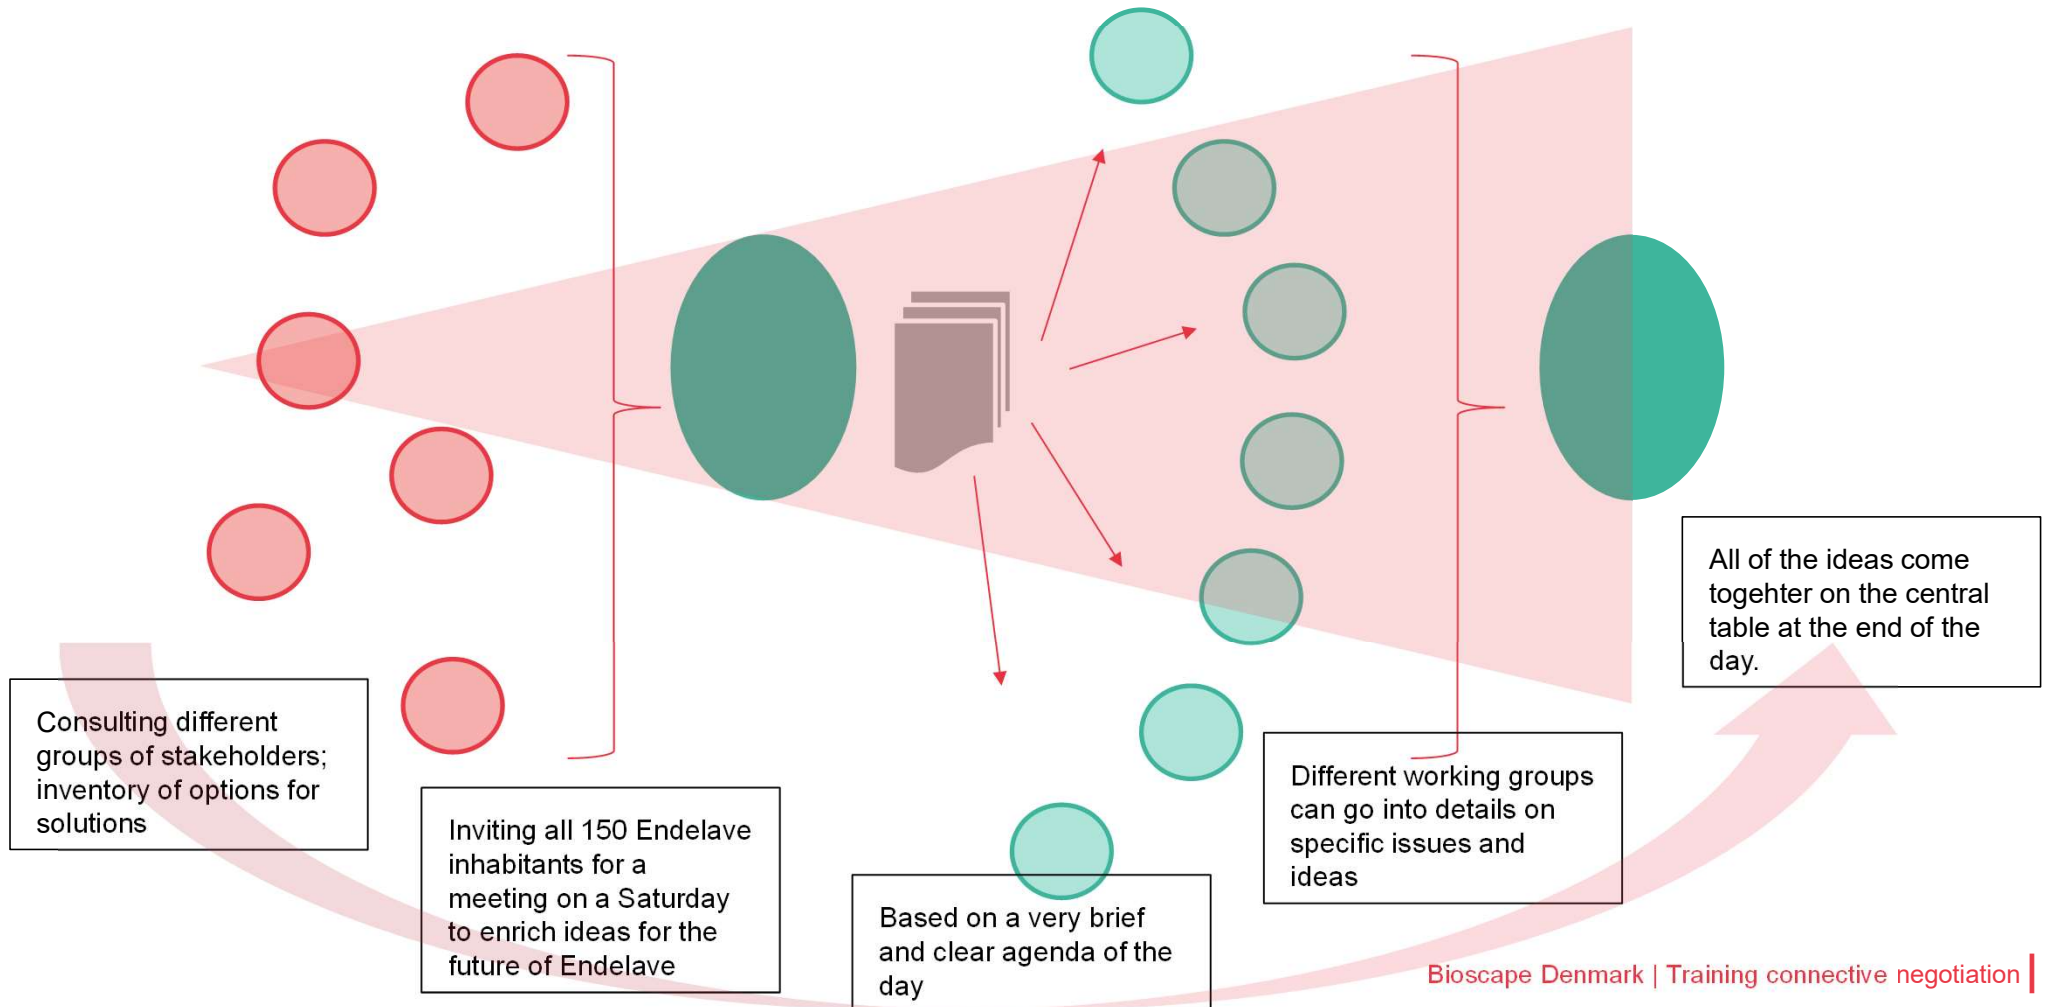 Consulting different
groups of stakeholders;
inventory of options for
solutions
Inviting all 150 Endelave
inhabitants for a
meeting on a Saturday
to enrich ideas for the
future of Endelave
Based on a very brief
and clear agenda of the
day
Different working groups
can go into details on
specific issues and
ideas
All of the ideas come
togehter on the central
table at the end of the
day.
Bioscape Denmark | Training connective negotiation